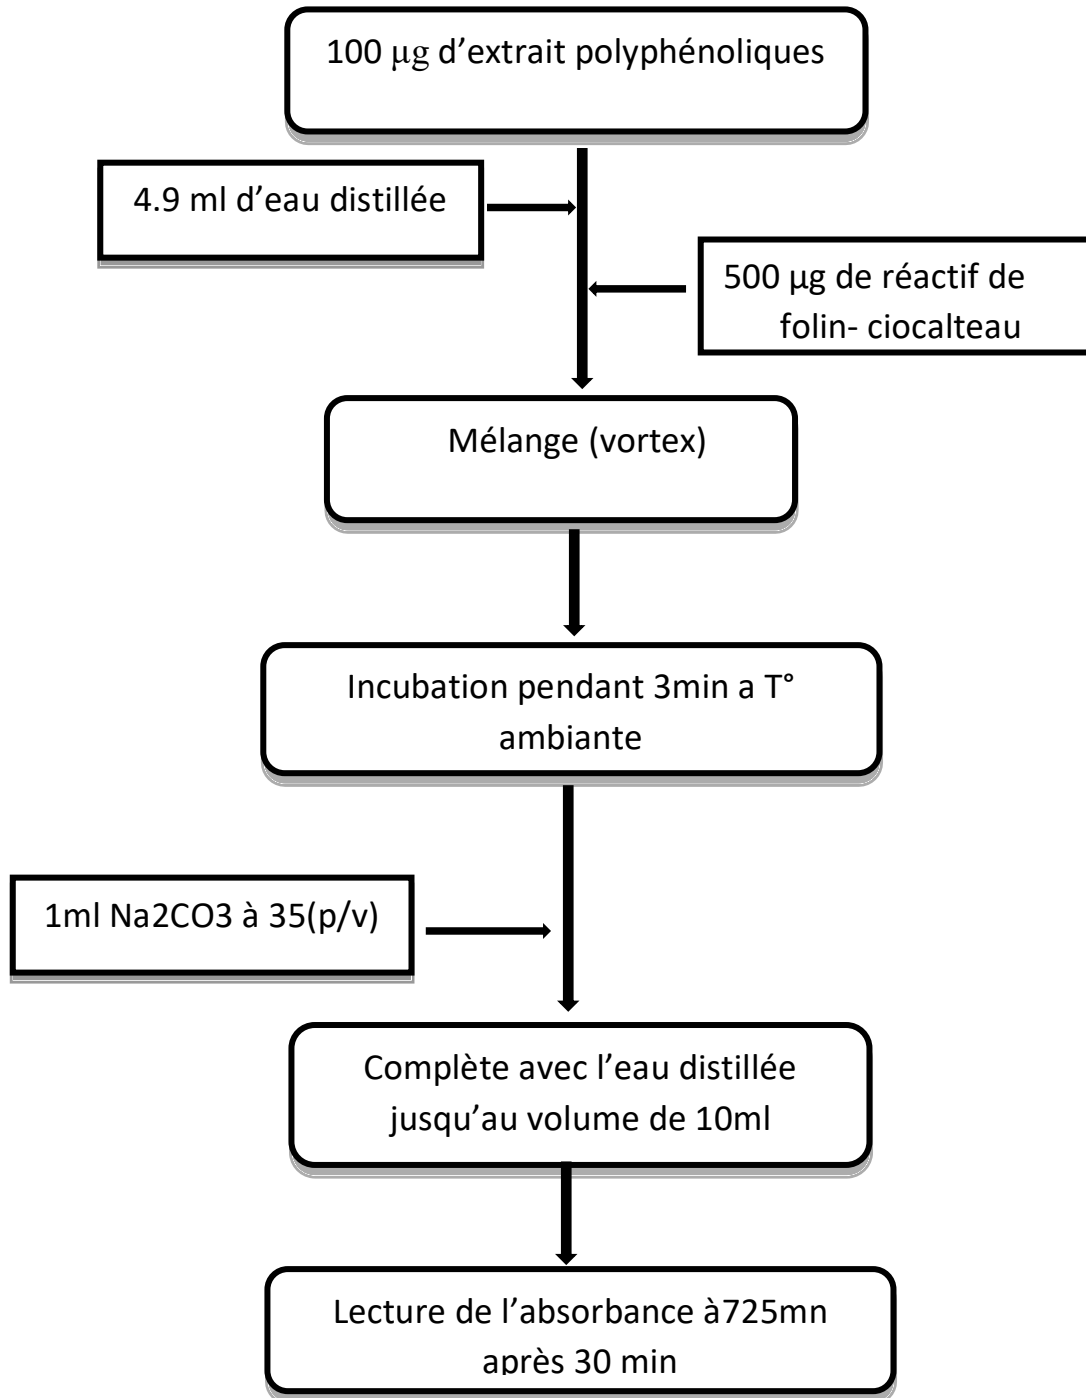 100 µg d’extrait polyphénoliques
4.9 ml d’eau distillée
500 µg de réactif de
folin- ciocalteau
Mélange (vortex)
Incubation pendant 3min a T°
ambiante
1ml Na2CO3 à 35(p/v)
Complète avec l’eau distillée
jusqu’au volume de 10ml
Lecture de l’absorbance à725mn
après 30 min